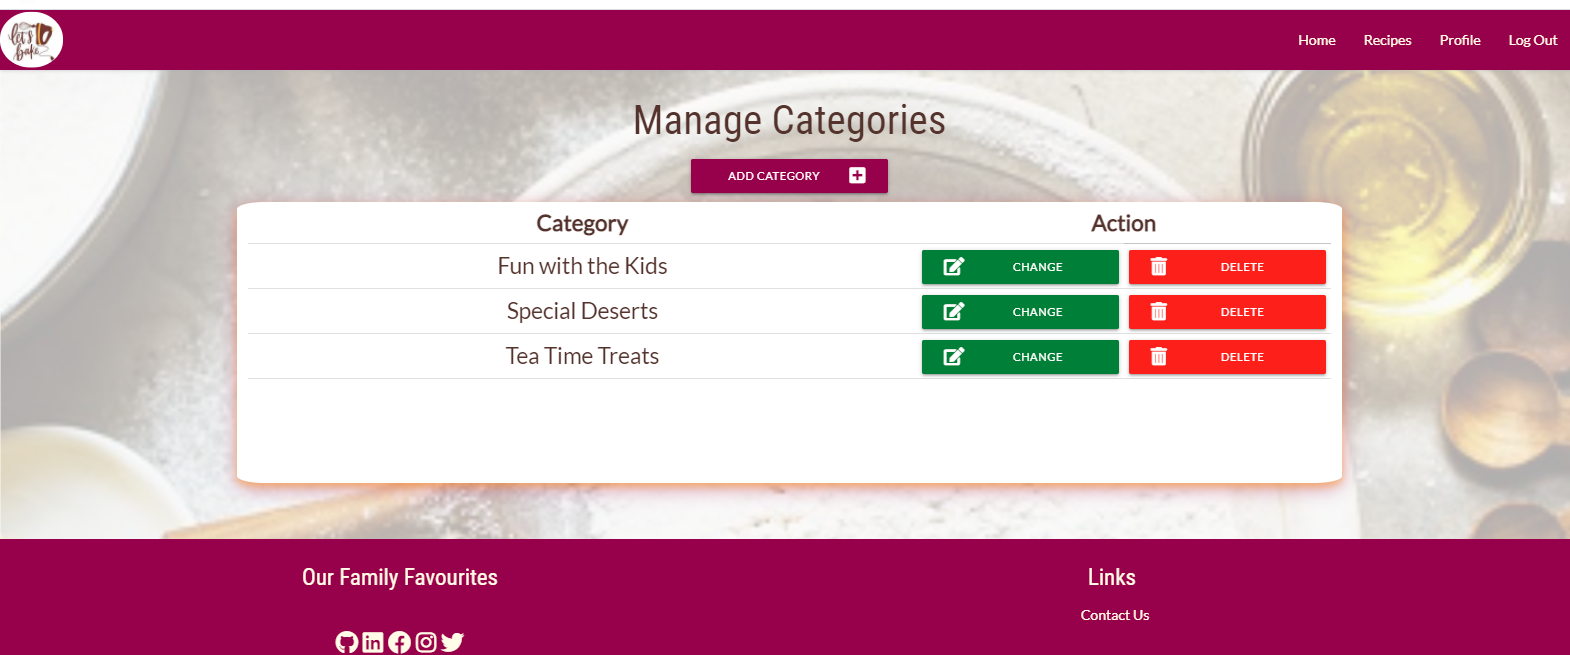 let's
bake
Home Recipes Profile Log Out
Manage Categories
ADD CATEGORY
Category Action
Fun with the Kids CHANGE DELETE
Special Deserts CHANGE DELETE
Tea Time Treats CHANGE DELETE
Our Family Favourites Links
Contact Us